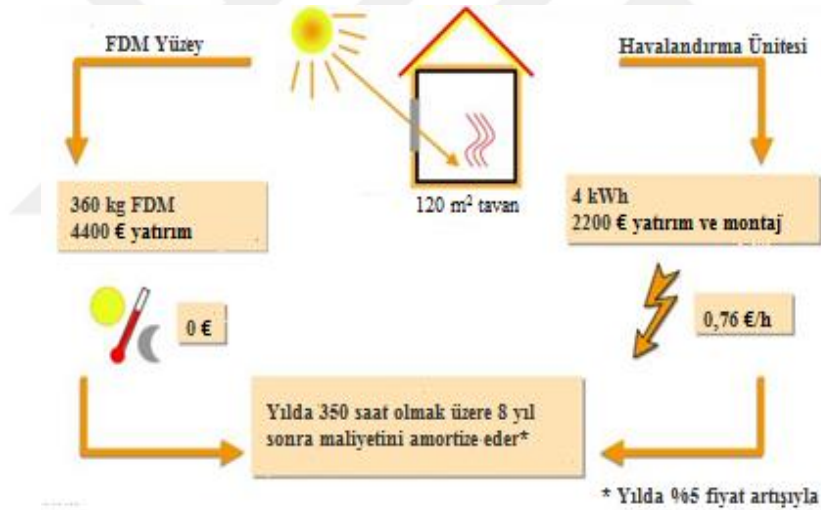 FDM Yüzey
Havalandırma Ünitesi
360 kg FDM
4400 € yatırım
120 m² tavan
4 kWh
2200 € yatırım ve montaj
0 €
0,76 €/h
Yılda 350 saat olmak üzere 8 yıl
sonra maliyetini amortize eder*
* Yılda %5 fiyat artışıyla